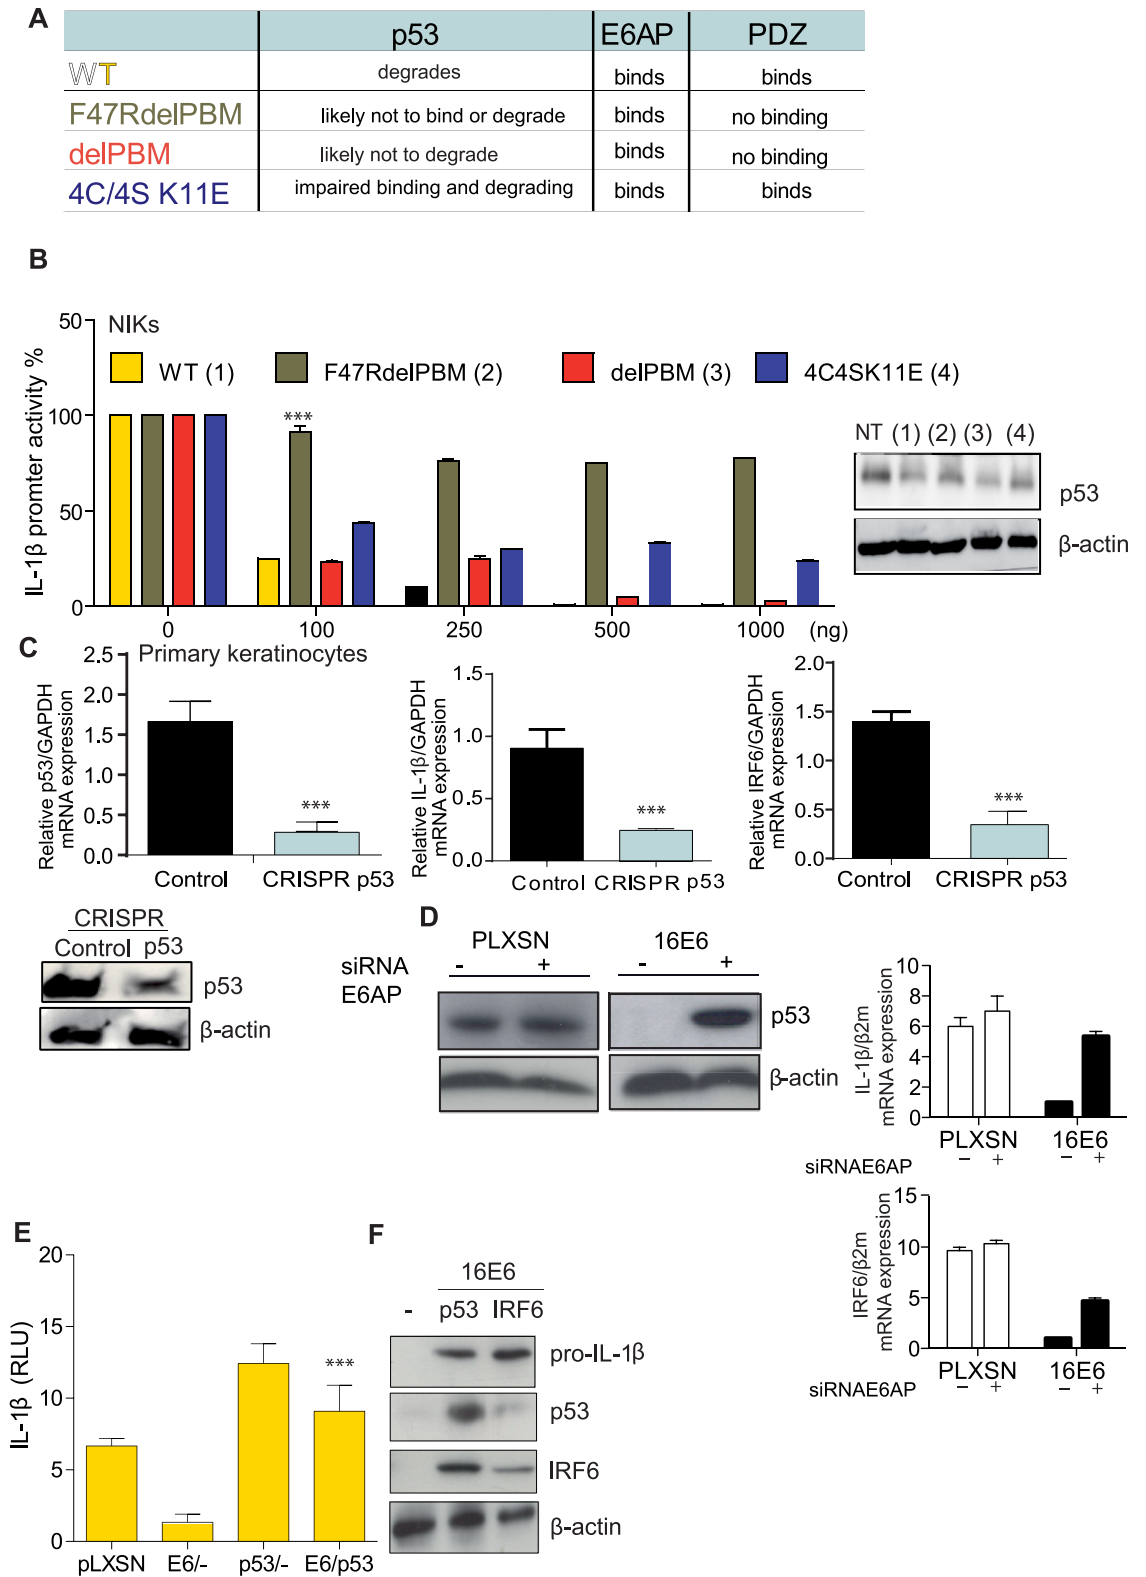 A
p53 E6AP PDZ
WT degrades binds binds
F47RdelPBM likely not to bind or degrade binds no binding
delPBM likely not to degrade binds no binding
4C/4S K11E impaired binding and degrading binds binds
B
NIKs
WT (1) F47RdelPBM (2) delPBM (3) 4C4SK11E (4)
IL-1β promter activity %
50
100
50
0
0 100 250 500 1000 (ng)
NT (1) (2) (3) (4)
p53
β-actin
C
Primary keratinocytes
Relative p53/GAPDH
mRNA expression
2.5
2.0
1.5
1.0
0.5
0.0
Control CRISPR p53
***
Relative IL-1β/GAPDH
mRNA expression
1.5
1.0
0.5
0.0
Control CRISPR p53
***
Relative IRF6/GAPDH
mRNA expression
2.0
1.5
1.0
0.5
0.0
Control CRISPR p53
***
***
CRISPR
Control p53
p53
β-actin
D
PLXSN 16E6
siRNA
E6AP
- + - +
p53
β-actin
IL-1β/β2m
mRNA expression
10
8
6
4
2
0
PLXSN 16E6
siRNAE6AP − + − +
IRF6/β2m
mRNA expression
15
10
5
0
PLXSN 16E6
siRNAE6AP − + − +
E
IL-1β (RLU)
20
15
10
5
0
***
pLXSN E6/- p53/- E6/p53
F
16E6
- p53 IRF6
pro-IL-1β
p53
IRF6
β-actin